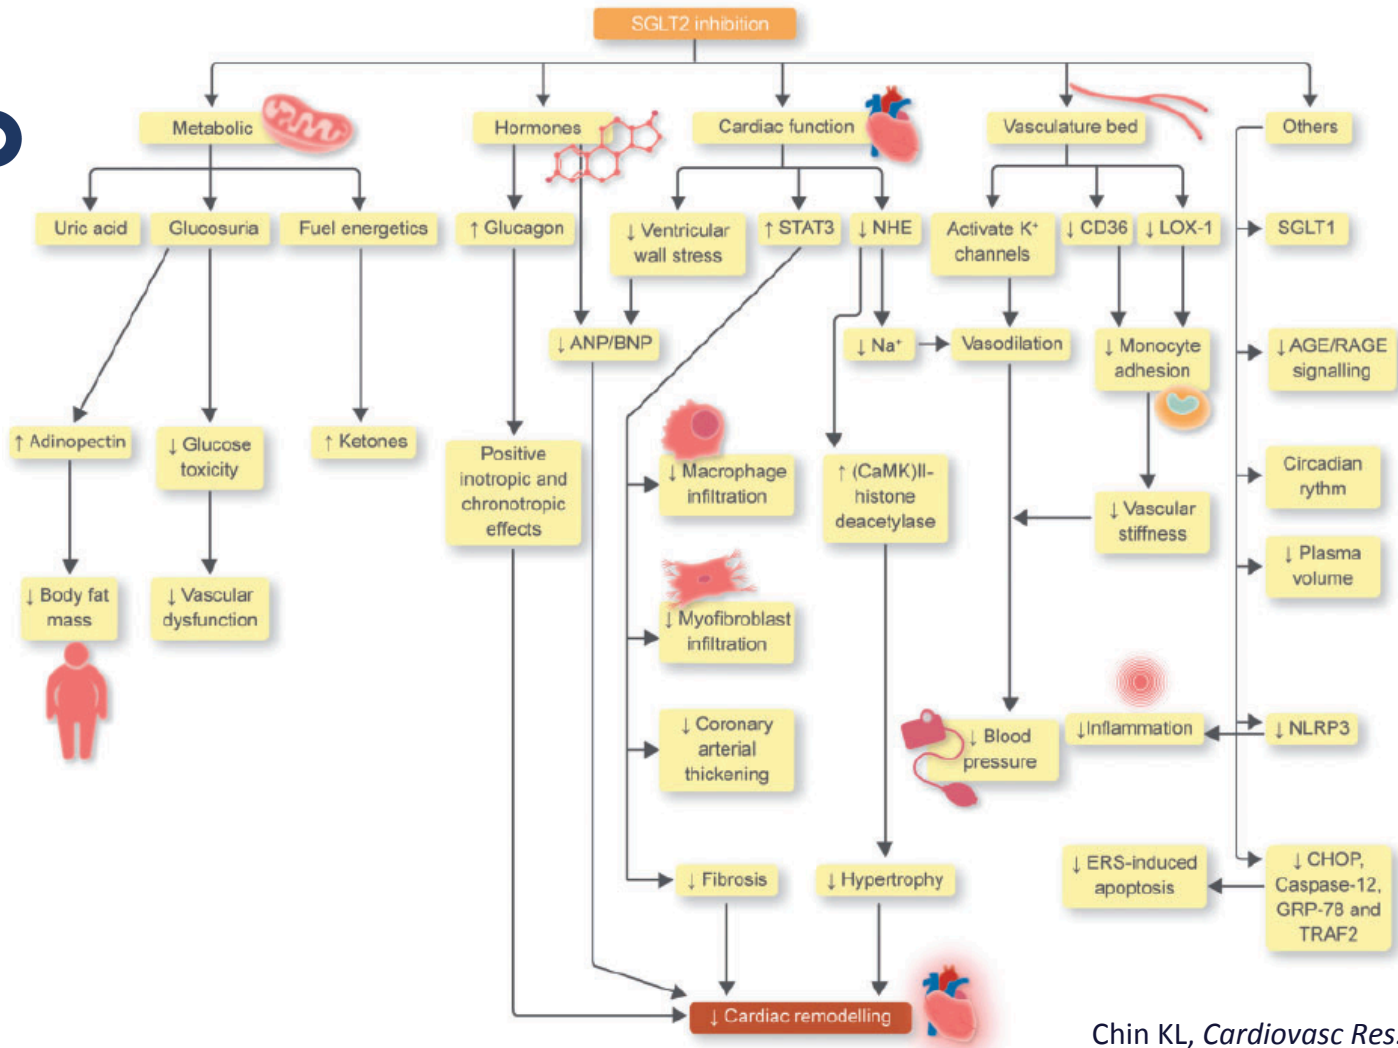 SGLT2 inhibition
Metabolic
Hormones
Cardiac function
Vasculature bed
Others
Uric acid
Glucosuria
Fuel energetics
↑ Glucagon
↓ Ventricular
wall stress
↑ STAT3
↓ NHE
Activate K⁺
channels
↓ CD36
↓ LOX-1
SGLT1
↓ ANP/BNP
↓ Na⁺
Vasodilation
↓ Monocyte
adhesion
↓ AGE/RAGE
signalling
↑ Adinopectin
↓ Glucose
toxicity
↑ Ketones
Positive
inotropic and
chronotropic
effects
↓ Macrophage
infiltration
↑ (CaMK)II-
histone
deacetylase
↓ Vascular
stiffness
Circadian
rythm
↓ Plasma
volume
↓ Body fat
mass
↓ Vascular
dysfunction
↓ Myofibroblast
infiltration
↓ Coronary
arterial
thickening
↓ Blood
pressure
↓Inflammation
↓ NLRP3
↓ Fibrosis
↓ Hypertrophy
↓ ERS-induced
apoptosis
↓ CHOP,
Caspase-12,
GRP-78 and
TRAF2
↓ Cardiac remodelling
Chin KL, Cardiovasc Res.